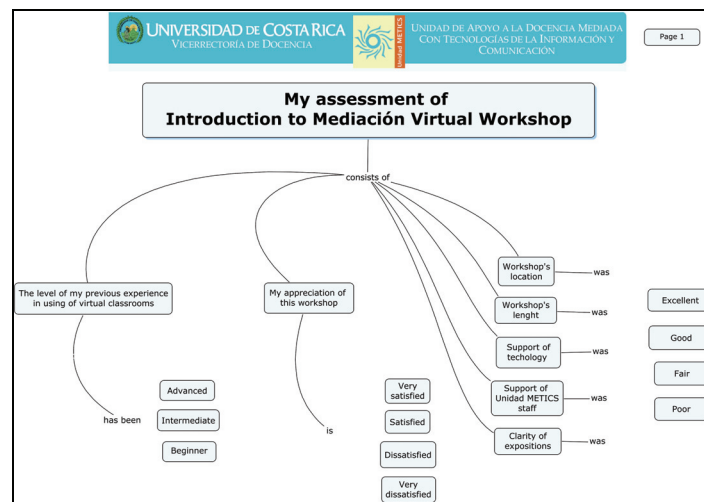 UNIVERSIDAD DE COSTA RICA
VICERRECTORÍA DE DOCENCIA
Unidad METICS
UNIDAD DE APOYO A LA DOCENCIA MEDIADA
CON TECNOLOGÍAS DE LA INFORMACIÓN Y
COMUNICACIÓN
Page 1
My assessment of
Introduction to Mediación Virtual Workshop
consists of
The level of my previous experience
in using of virtual classrooms
has been
Advanced
Intermediate
Beginner
My appreciation of
this workshop
is
Very
satisfied
Satisfied
Dissatisfied
Very
dissatisfied
Workshop's
location
was
Workshop's
lenght
was
Support of
techology
was
Support of
Unidad METICS
staff
was
Clarity of
expositions
was
Excellent
Good
Fair
Poor